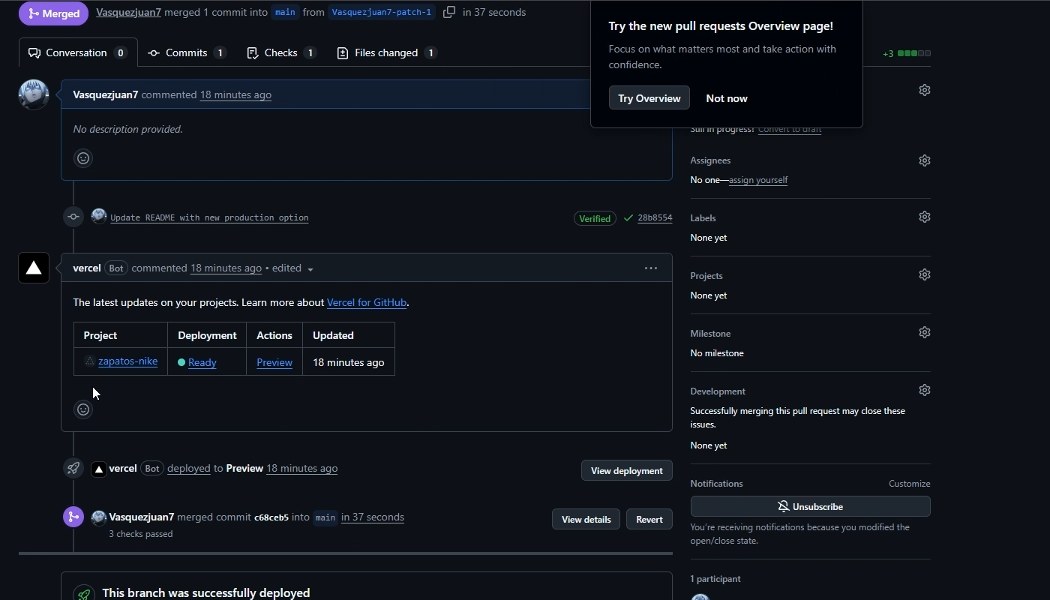 Merged Vasquezjuan7 merged 1 commit into main from Vasquezjuan7-patch-1 in 37 seconds
Try the new pull requests Overview page!
Focus on what matters most and take action with
confidence.
Try Overview Not now
Conversation 0 Commits 1 Checks 1 Files changed 1 +3
Vasquezjuan7 commented 18 minutes ago
No description provided.
Still in progress? Convert to draft
Assignees
No one—assign yourself
Update README with new production option Verified 28b8554
Labels
None yet
vercel Bot commented 18 minutes ago • edited
The latest updates on your projects. Learn more about Vercel for GitHub.
Project Deployment Actions Updated
zapatos-nike Ready Preview 18 minutes ago
Projects
None yet
Milestone
No milestone
Development
Successfully merging this pull request may close these
issues.
None yet
vercel Bot deployed to Preview 18 minutes ago View deployment
Vasquezjuan7 merged commit c68ceb5 into main in 37 seconds View details Revert
3 checks passed
Notifications Customize
Unsubscribe
You're receiving notifications because you modified the
open/close state.
1 participant
This branch was successfully deployed